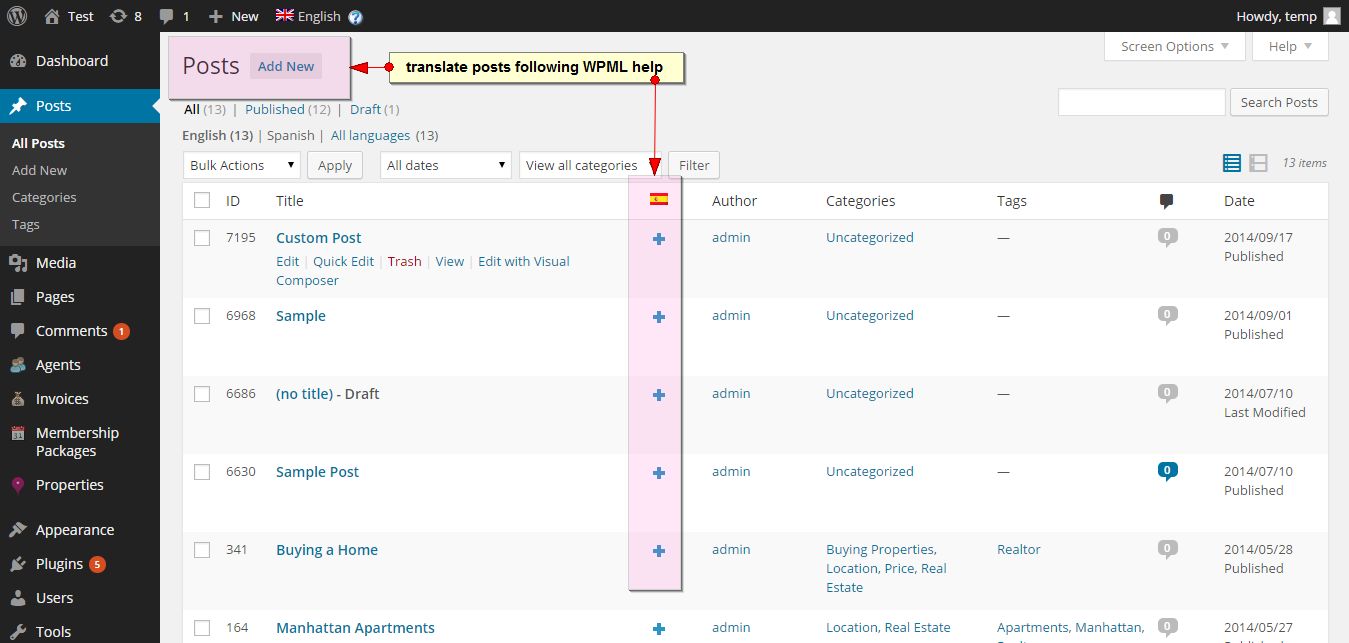 Test 8 1 New English Howdy, temp
Dashboard
Posts
All Posts
Add New
Categories
Tags
Media
Pages
Comments 1
Agents
Invoices
Membership
Packages
Properties
Appearance
Plugins 5
Users
Tools
Posts Add New
translate posts following WPML help
Screen Options Help
All (13) | Published (12) | Draft (1)
Search Posts
English (13) | Spanish | All languages (13)
Bulk Actions Apply All dates View all categories Filter 13 items
ID Title Author Categories Tags Date
7195 Custom Post admin Uncategorized — 0 2014/09/17
Published
Edit | Quick Edit | Trash | View | Edit with Visual
Composer
6968 Sample admin Uncategorized — 0 2014/09/01
Published
6686 (no title) - Draft admin Uncategorized — 0 2014/07/10
Last Modified
6630 Sample Post admin Uncategorized — 0 2014/07/10
Published
341 Buying a Home admin Buying Properties, Realtor 0 2014/05/28
Location, Price, Real Published
Estate
164 Manhattan Apartments admin Location, Real Estate Apartments, Manhattan, 0 2014/05/27